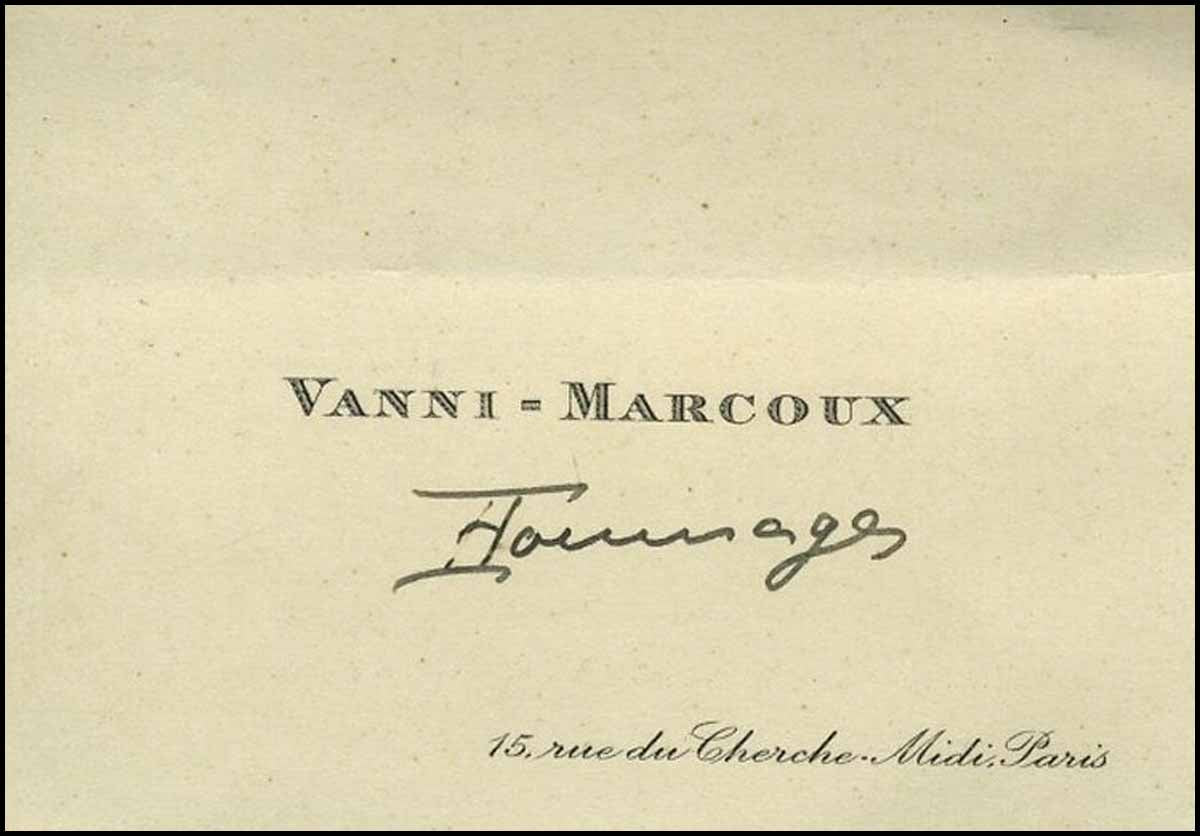 VANNI=MARCOUX
Hommages
15, rue du Cherche-Midi, Paris